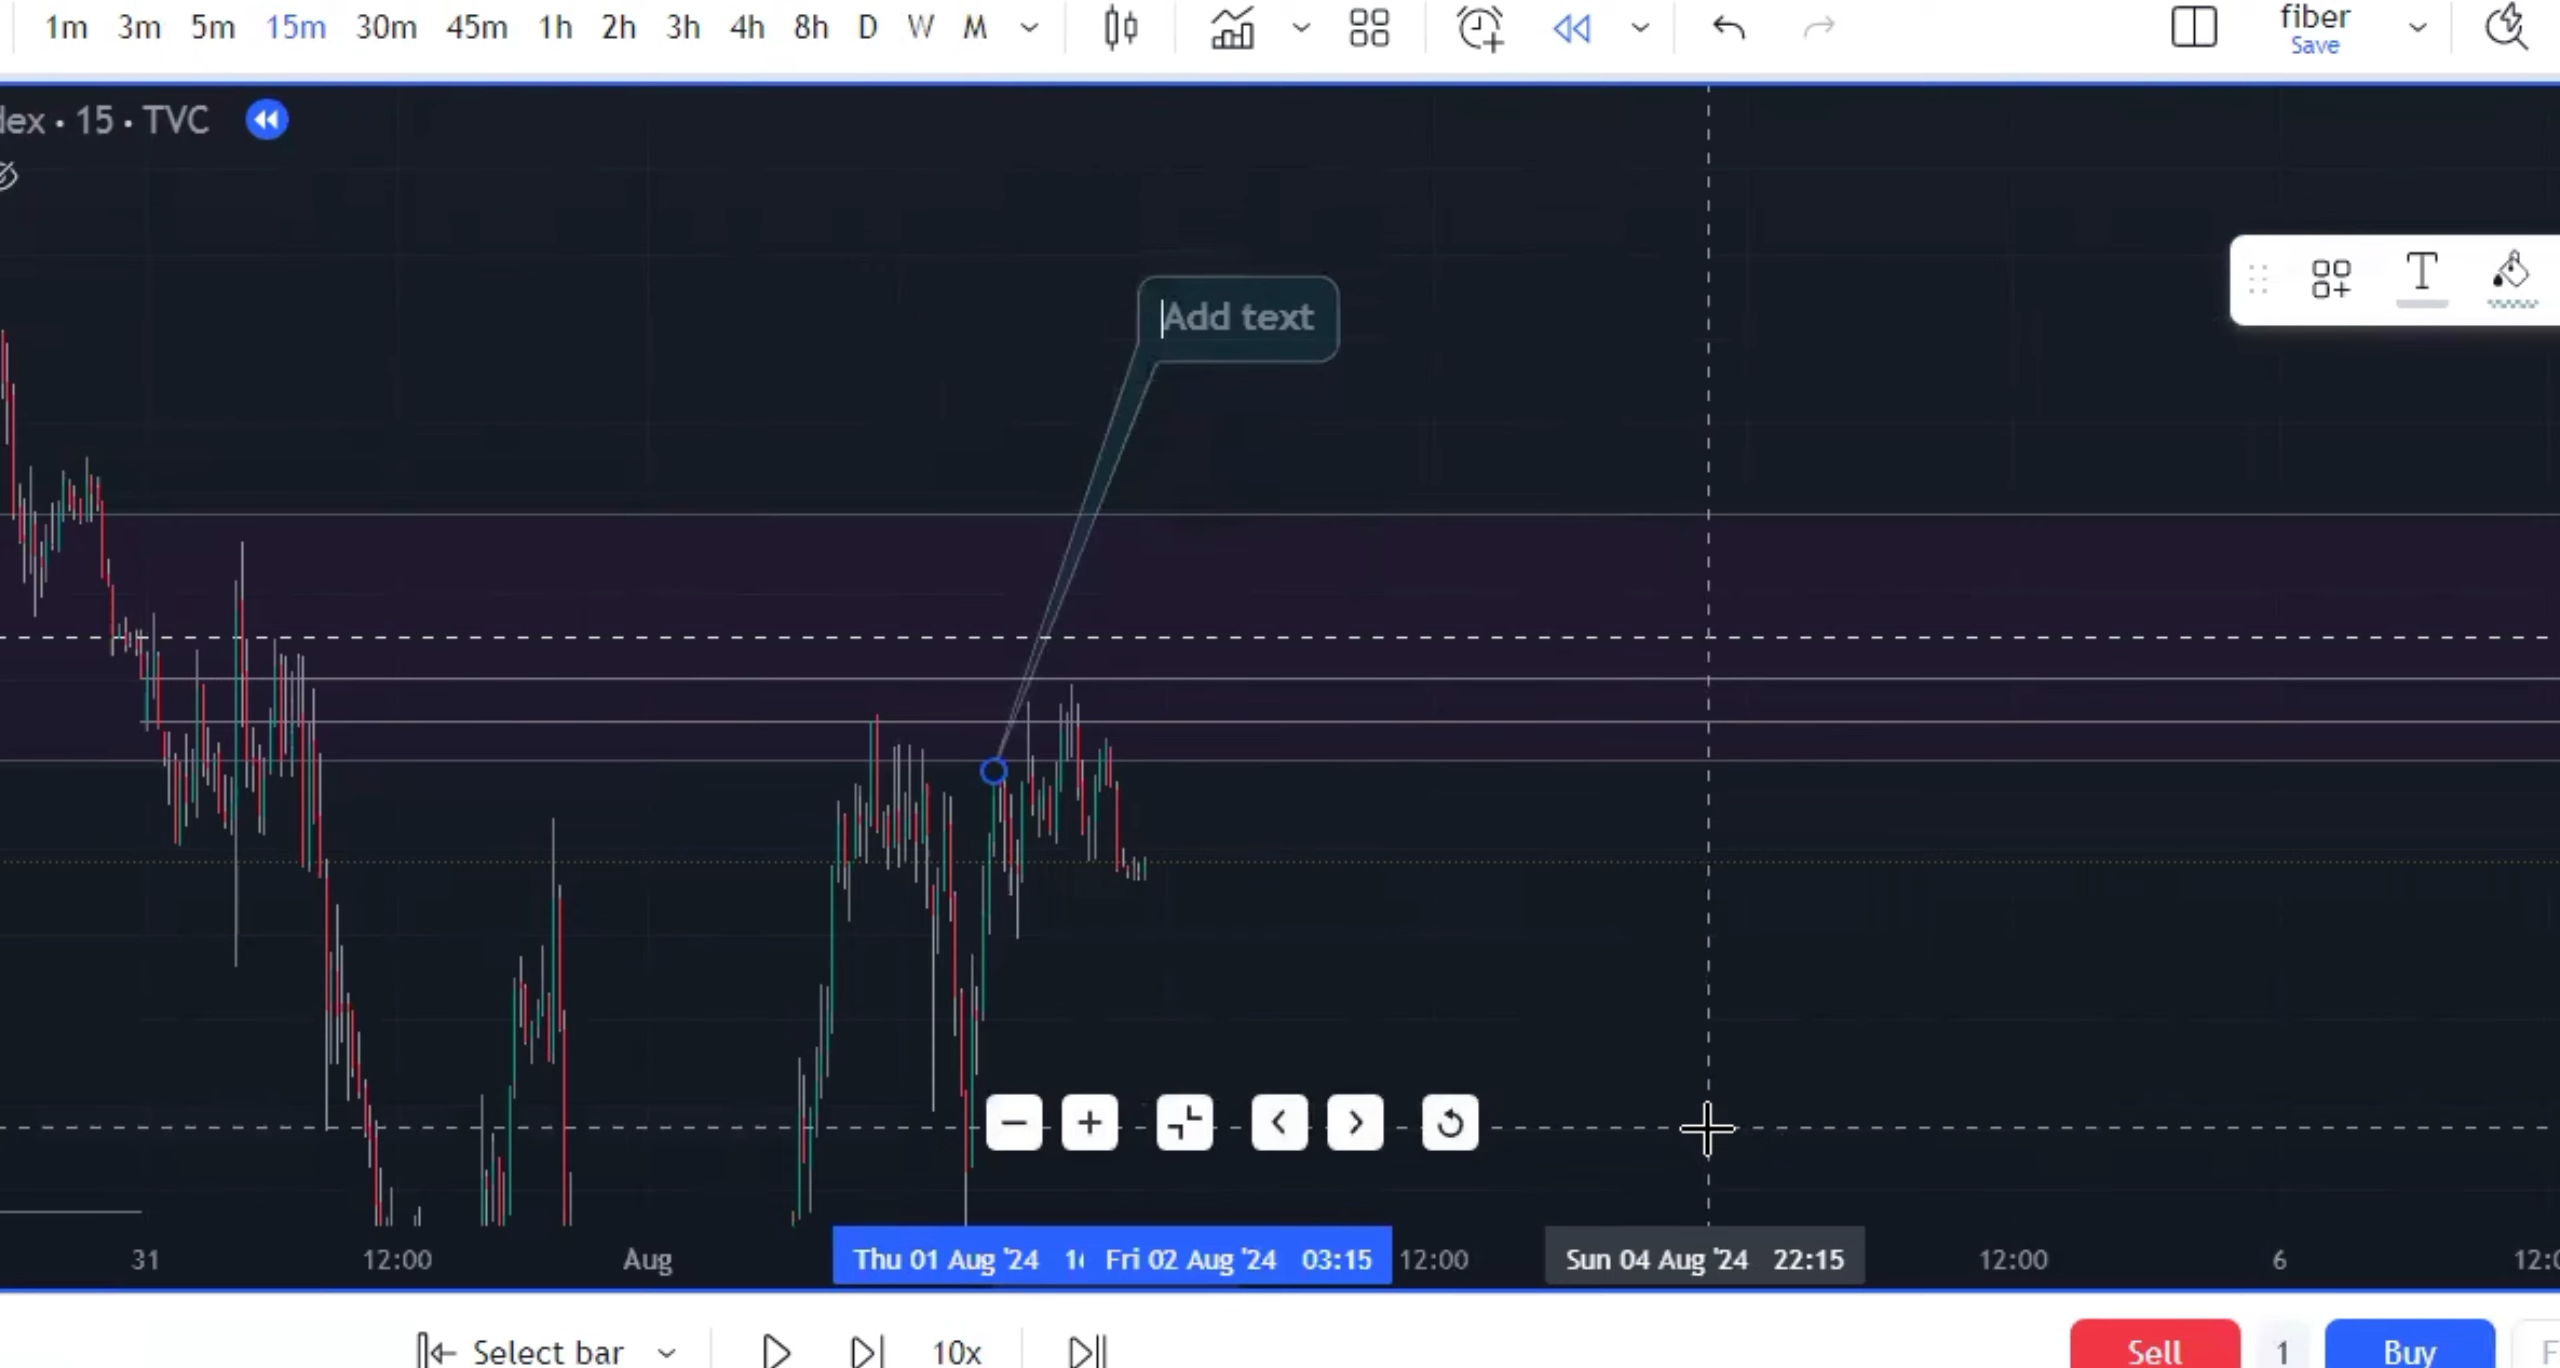 1m 3m 5m 15m 30m 45m 1h 2h 3h 4h 8h D W M
fiber
Save
dex · 15 · TVC
Add text
31 12:00 Aug Thu 01 Aug '24 Fri 02 Aug '24 03:15 12:00 Sun 04 Aug '24 22:15 12:00 6
Select bar 10x Sell 1 Buy